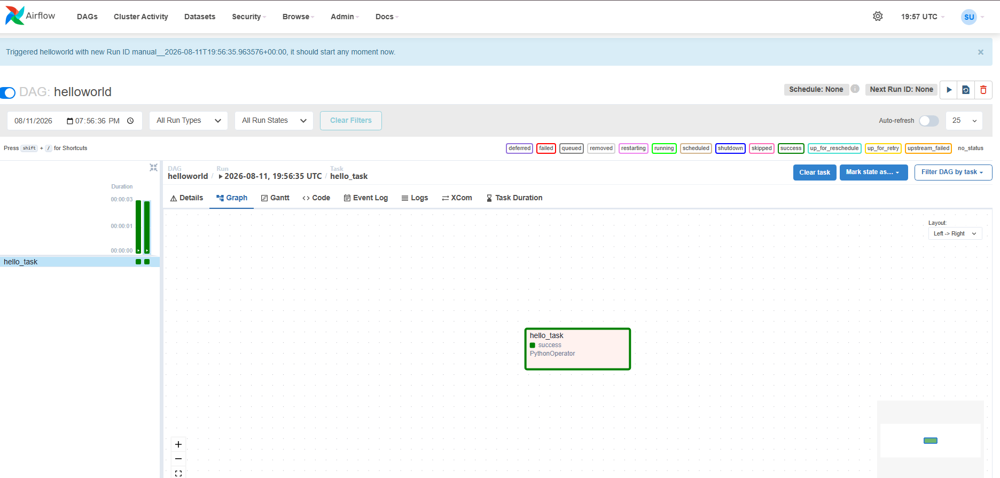 Airflow DAGs Cluster Activity Datasets Security Browse Admin Docs 19:57 UTC SU
Triggered helloworld with new Run ID manual__2026-08-11T19:56:35.963576+00:00, it should start any moment now. ×
DAG: helloworld Schedule: None i Next Run ID: None
08/11/2026 07:56:36 PM All Run Types All Run States Clear Filters Auto-refresh 25
Press shift + / for Shortcuts deferred failed queued removed restarting running scheduled shutdown skipped success up_for_reschedule up_for_retry upstream_failed no_status
DAG Run Task
helloworld / 2026-08-11, 19:56:35 UTC / hello_task Clear task Mark state as... Filter DAG by task
Duration
00:00:03
00:00:01
00:00:00
hello_task
Details Graph Gantt Code Event Log Logs XCom Task Duration
Layout:
Left -> Right
hello_task
success
PythonOperator